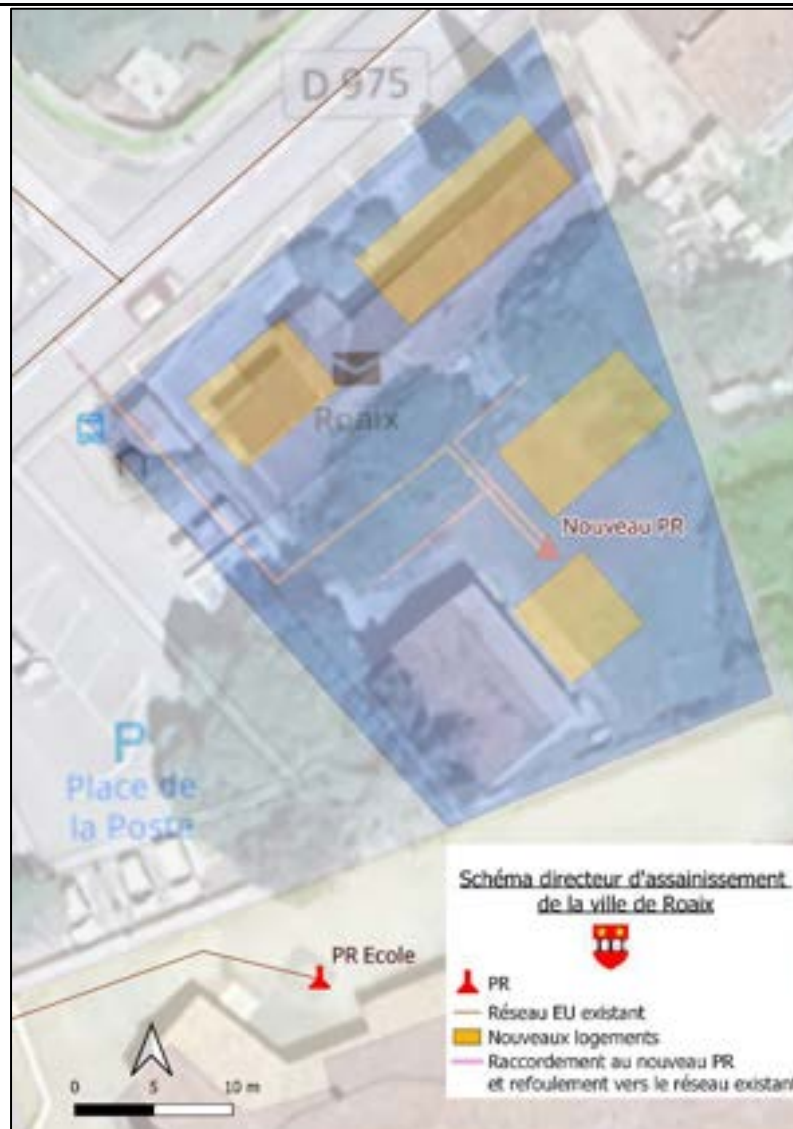 D 975
Roaix
Nouveau PR
P
Place de
la Poste
PR Ecole
0 5 10 m
Schéma directeur d'assainissement
de la ville de Roaix
PR
Réseau EU existant
Nouveaux logements
Raccordement au nouveau PR
et refoulement vers le réseau existant